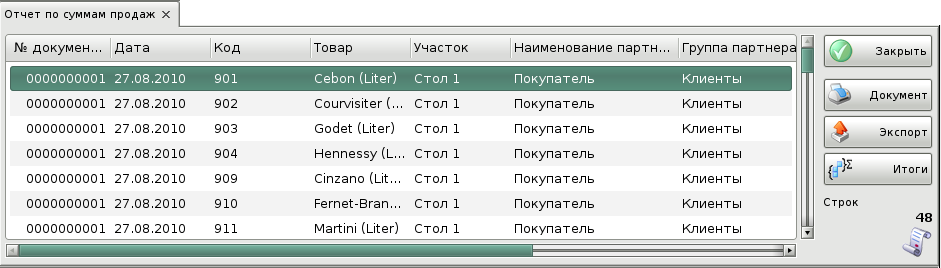 Отчет по суммам продаж
№ докумен... Дата Код Товар Участок Наименование партн... Группа партнера
0000000001 27.08.2010 901 Cebon (Liter) Стол 1 Покупатель Клиенты
0000000001 27.08.2010 902 Courvisiter (... Стол 1 Покупатель Клиенты
0000000001 27.08.2010 903 Godet (Liter) Стол 1 Покупатель Клиенты
0000000001 27.08.2010 904 Hennessy (L... Стол 1 Покупатель Клиенты
0000000001 27.08.2010 909 Cinzano (Lit... Стол 1 Покупатель Клиенты
0000000001 27.08.2010 910 Fernet-Bran... Стол 1 Покупатель Клиенты
0000000001 27.08.2010 911 Martini (Liter) Стол 1 Покупатель Клиенты
Закрыть
Документ
Экспорт
Итоги
Строк
48